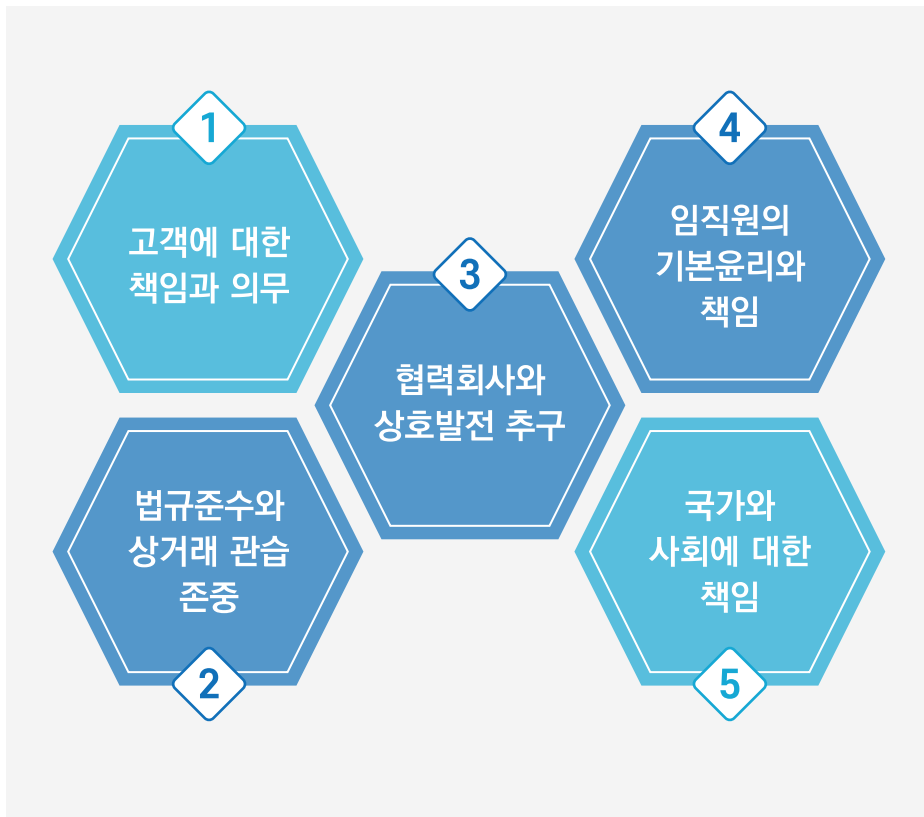 1
고객에 대한
책임과 의무
법규준수와
상거래 관습
존중
2
3
협력회사와
상호발전 추구
4
임직원의
기본윤리와
책임
국가와
사회에 대한
책임
5